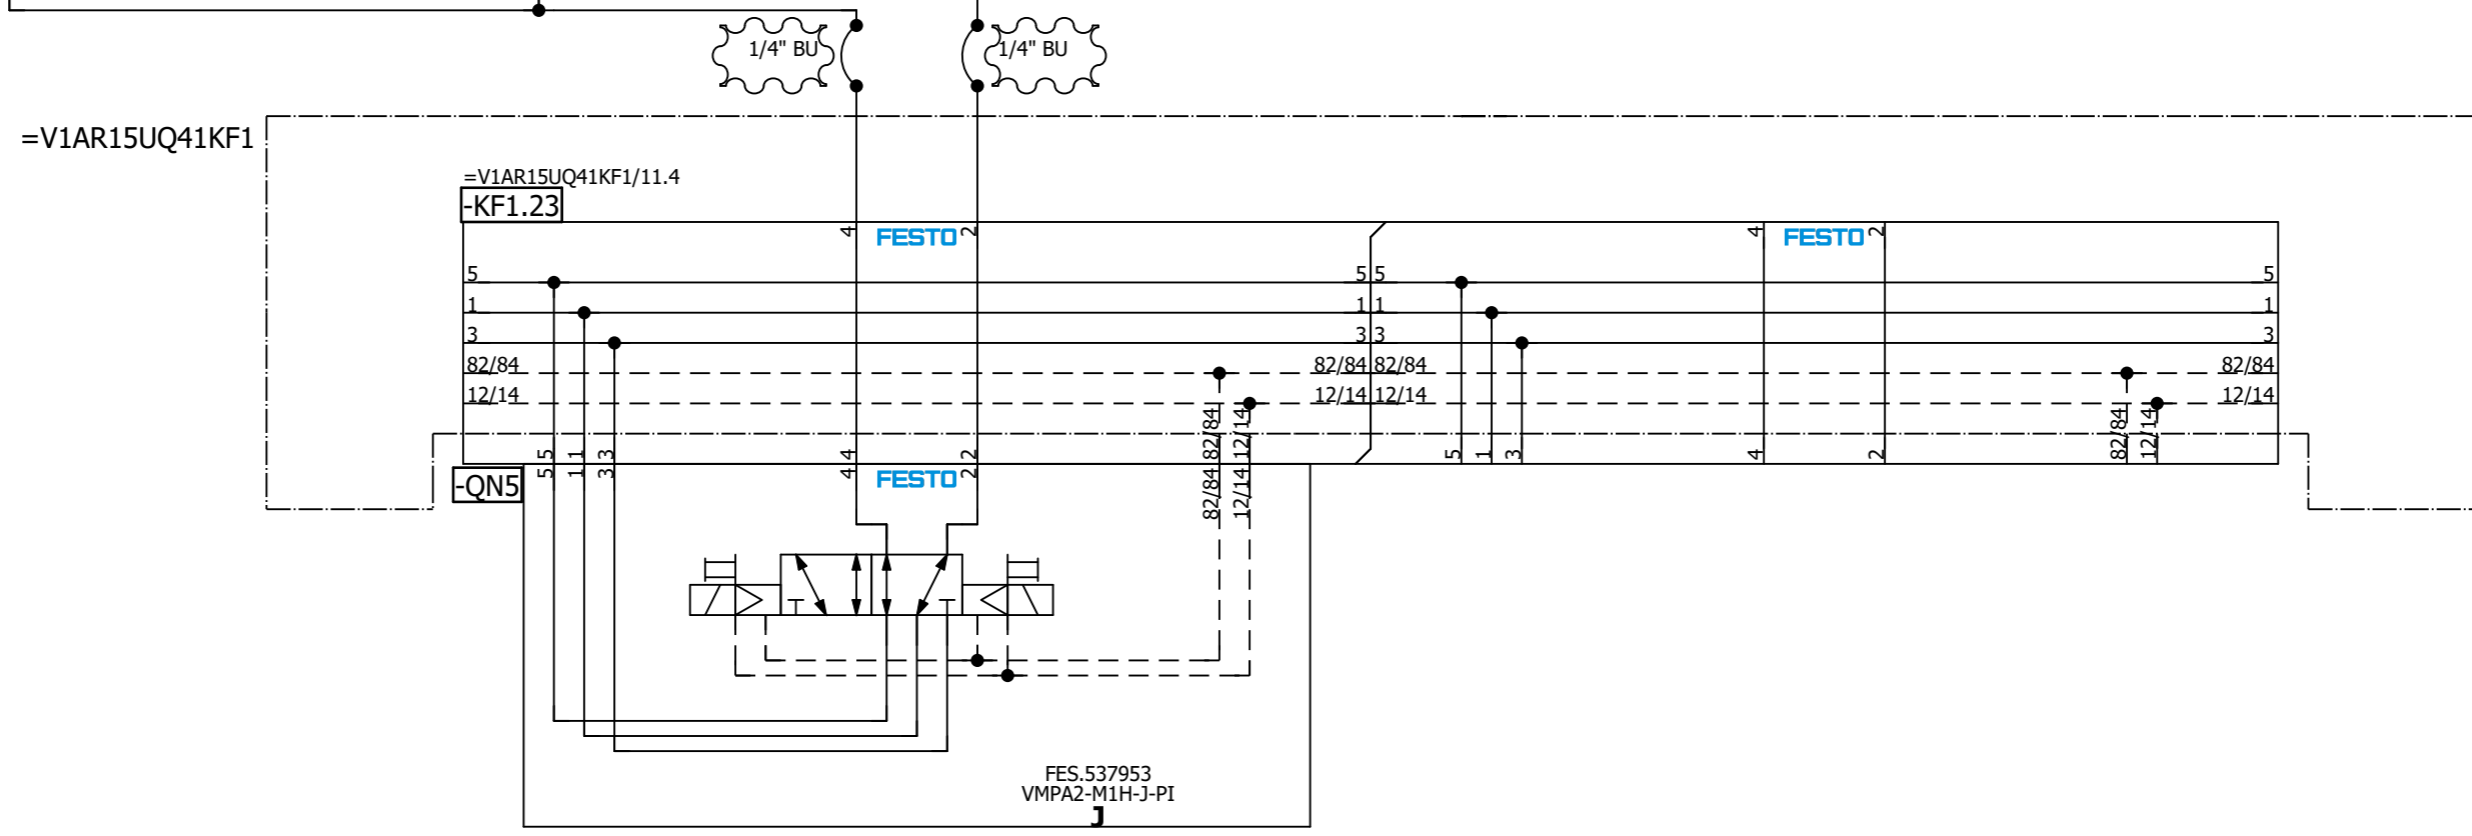 1/4" BU
1/4" BU
=V1AR15UQ41KF1
=V1AR15UQ41KF1/11.4
-KF1.23
4 FESTO 2
4 FESTO 2
5 5 5 5
1 1 1 1
3 3 3 3
82/84 82/84 82/84 82/84
12/14 12/14 12/14 12/14
5 1 3 4 2 82/84 12/14
5 1 3 4 2 82/84 12/14
-QN5
5 1 3 4 FESTO 2 82/84 12/14
FES.537953
VMPA2-M1H-J-PI
J